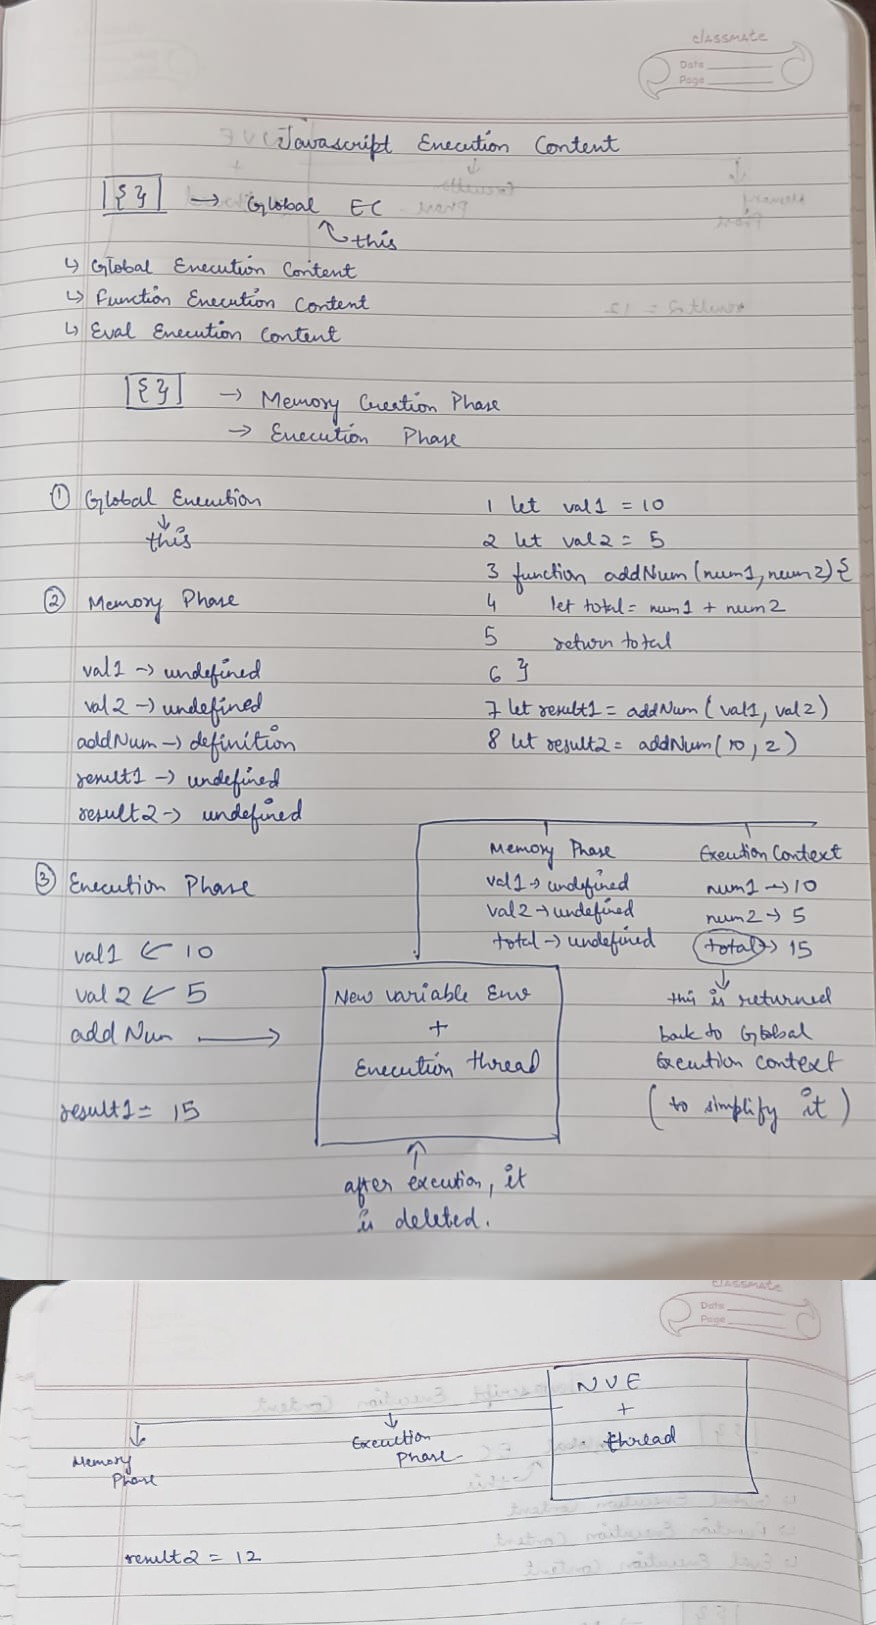 classmate
Date
Page
Javascript Execution Content
{ } → Global EC
this
↳ Global Execution Content
↳ Function Execution Content
↳ Eval Execution Content
{ } → Memory Creation Phase
→ Execution Phase
① Global Execution
↓
this
② Memory Phase
val1 → undefined
val2 → undefined
addNum → definition
result1 → undefined
result2 → undefined
1 let val1 = 10
2 let val2 = 5
3 function addNum (num1, num2) {
4 let total = num1 + num2
5 return total
6 }
7 let result1 = addNum ( val1, val2 )
8 let result2 = addNum ( 10 , 2 )
③ Execution Phase
val1 ← 10
val2 ← 5
addNum →
result1 = 15
New variable Env
+
Execution thread
after execution, it
is deleted.
Memory Phase
val1 → undefined
val2 → undefined
total → undefined
Execution Context
num1 → 10
num2 → 5
total → 15
↓
this is returned
back to Global
Execution context
( to simplify it )
classmate
Date
Page
NVE
+
thread
Execution
Phase
Memory
Phase
result2 = 12